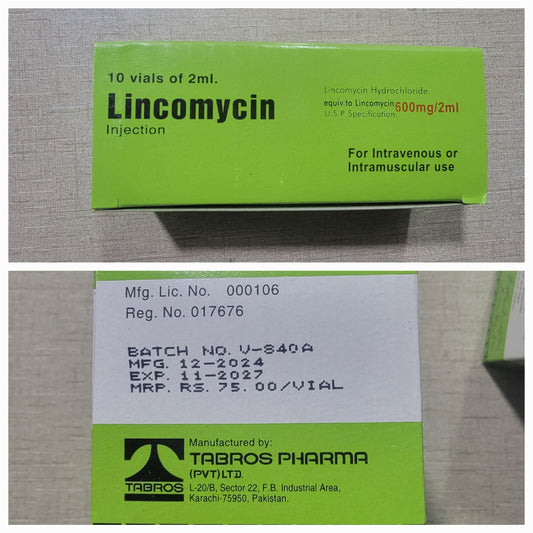 10 vials of 2ml.
Lincomycin
Injection
Lincomycin Hydrochloride.
equiv.to Lincomycin 600mg/2ml
U.S.P Specification.
For Intravenous or
Intramuscular use
Mfg. Lic. No. 000106
Reg. No. 017676
BATCH NO. V-840A
MFG. 12-2024
EXP. 11-2027
MRP. RS. 75.00/VIAL
TABROS
Manufactured by:
TABROS PHARMA
(PVT) LTD.
L-20/B, Sector 22, F.B. Industrial Area,
Karachi-75950, Pakistan.